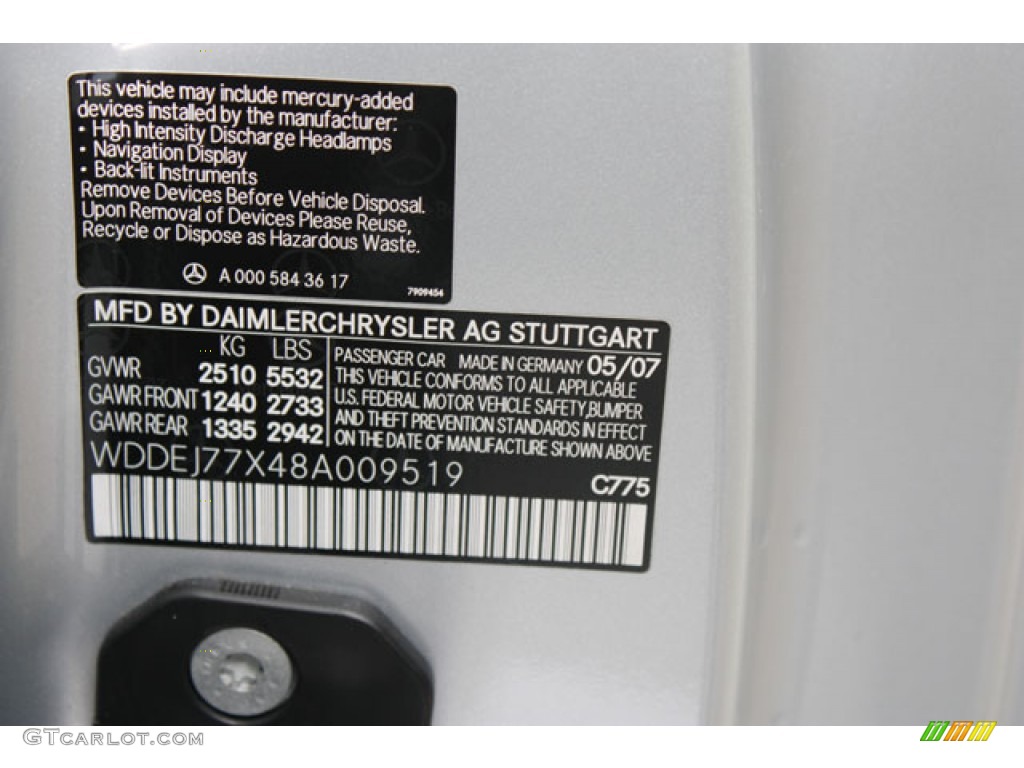 This vehicle may include mercury-added
devices installed by the manufacturer:
• High Intensity Discharge Headlamps
• Navigation Display
• Back-lit Instruments
Remove Devices Before Vehicle Disposal.
Upon Removal of Devices Please Reuse,
Recycle or Dispose as Hazardous Waste.
A 000 584 36 17
7909454
MFD BY DAIMLERCHRYSLER AG STUTTGART
KG LBS
GVWR 2510 5532
GAWR FRONT 1240 2733
GAWR REAR 1335 2942
PASSENGER CAR MADE IN GERMANY 05/07
THIS VEHICLE CONFORMS TO ALL APPLICABLE
U.S. FEDERAL MOTOR VEHICLE SAFETY,BUMPER
AND THEFT PREVENTION STANDARDS IN EFFECT
ON THE DATE OF MANUFACTURE SHOWN ABOVE
WDDEJ77X48A009519
C775
GTCARLOT.COM